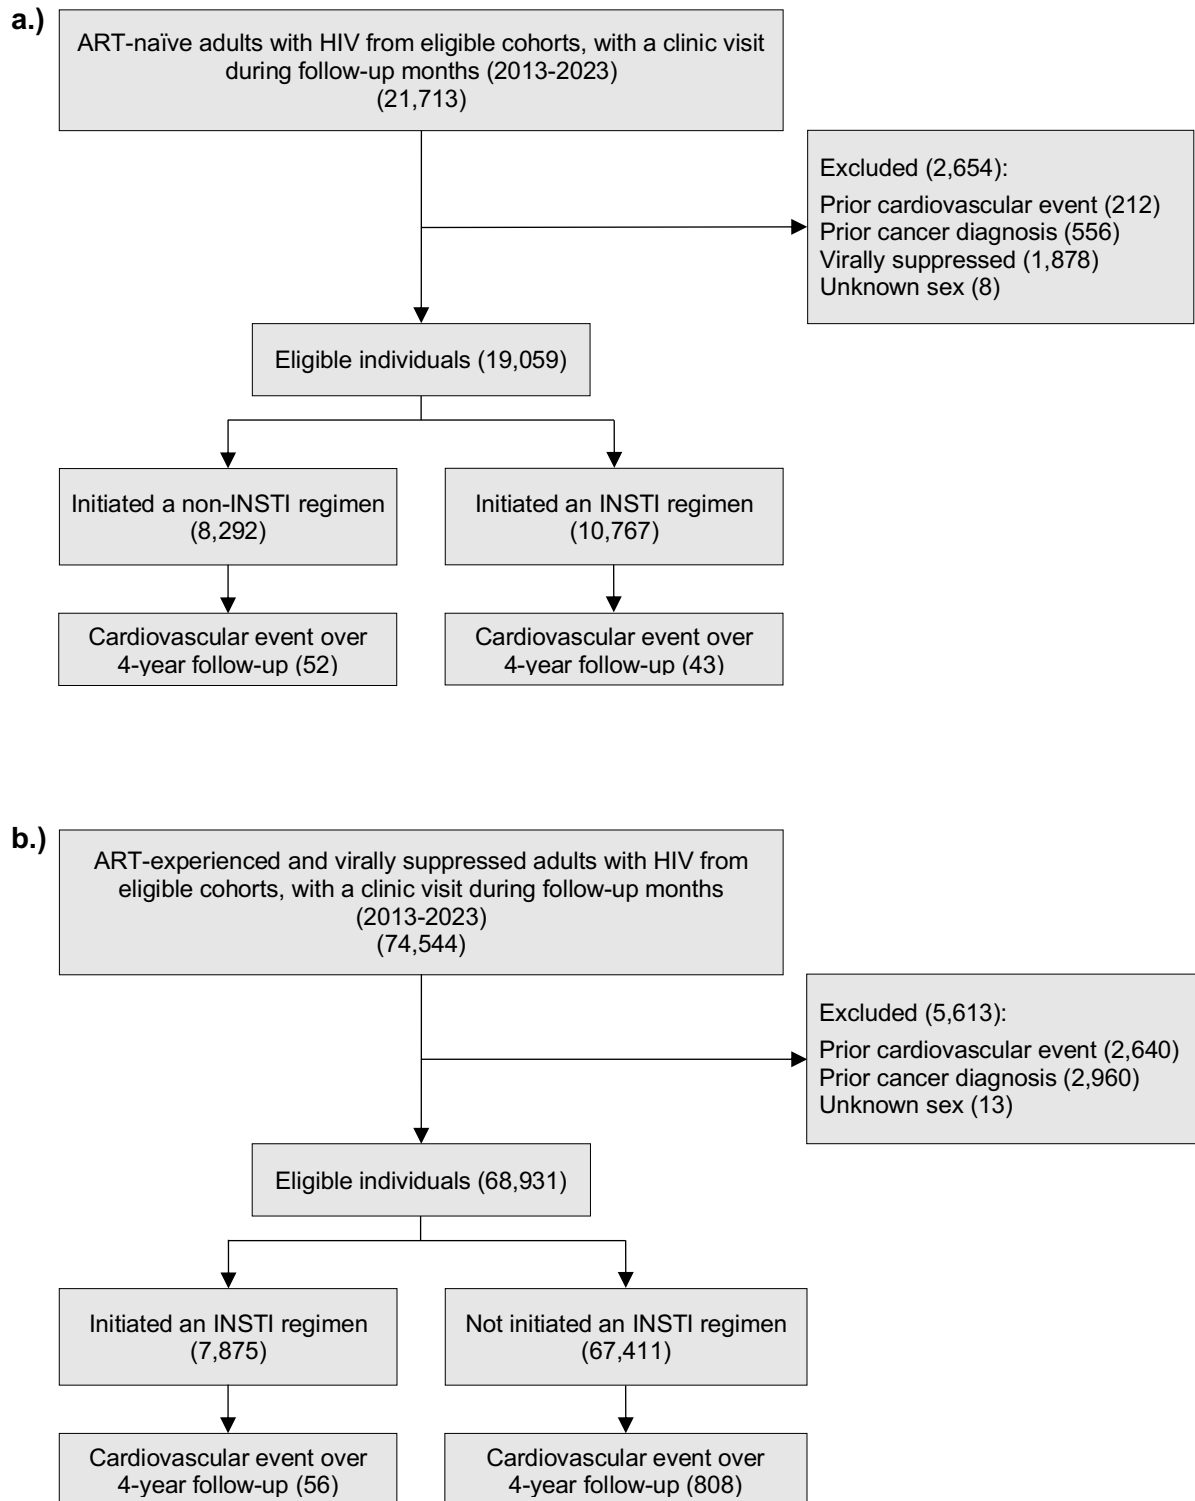 a.)
ART-naïve adults with HIV from eligible cohorts, with a clinic visit
during follow-up months (2013-2023)
(21,713)
Excluded (2,654):
Prior cardiovascular event (212)
Prior cancer diagnosis (556)
Virally suppressed (1,878)
Unknown sex (8)
Eligible individuals (19,059)
Initiated a non-INSTI regimen
(8,292)
Initiated an INSTI regimen
(10,767)
Cardiovascular event over
4-year follow-up (52)
Cardiovascular event over
4-year follow-up (43)
b.)
ART-experienced and virally suppressed adults with HIV from
eligible cohorts, with a clinic visit during follow-up months
(2013-2023)
(74,544)
Excluded (5,613):
Prior cardiovascular event (2,640)
Prior cancer diagnosis (2,960)
Unknown sex (13)
Eligible individuals (68,931)
Initiated an INSTI regimen
(7,875)
Not initiated an INSTI regimen
(67,411)
Cardiovascular event over
4-year follow-up (56)
Cardiovascular event over
4-year follow-up (808)